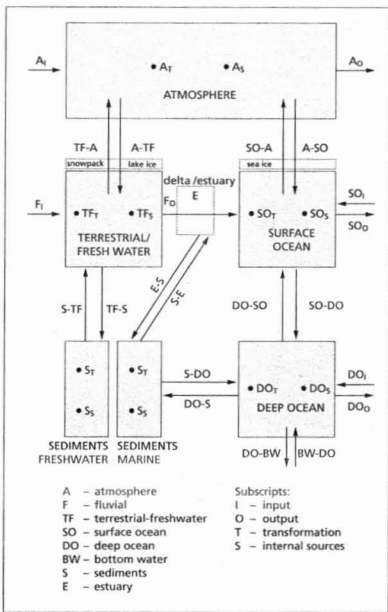 A_I
A_T
A_S
A_O
ATMOSPHERE
TF-A
A-TF
SO-A
A-SO
snowpack
lake ice
sea ice
delta /estuary
E
F_I
F_O
SO_I
SO_O
TF_T
TF_S
SO_T
SO_S
TERRESTRIAL/
FRESH WATER
SURFACE
OCEAN
E-S
S-E
S-TF
TF-S
DO-SO
SO-DO
S_T
S_S
S_T
S_S
S-DO
DO-S
DO_T
DO_S
DO_I
DO_O
DEEP OCEAN
SEDIMENTS
FRESHWATER
SEDIMENTS
MARINE
DO-BW
BW-DO
A – atmosphere
F – fluvial
TF – terrestrial-freshwater
SO – surface ocean
DO – deep ocean
BW – bottom water
S – sediments
E – estuary
Subscripts:
I – input
O – output
T – transformation
S – internal sources